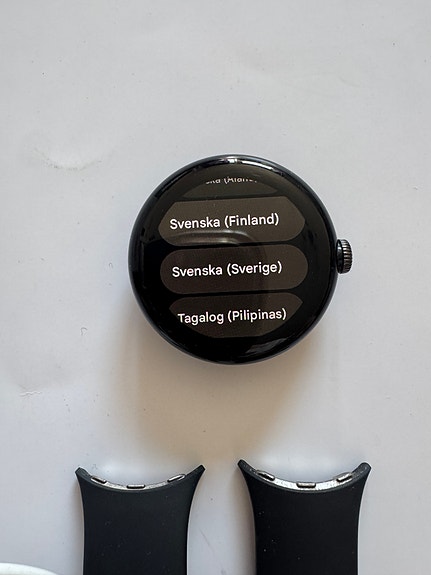 Svenska (Finland)
Svenska (Sverige)
Tagalog (Pilipinas)